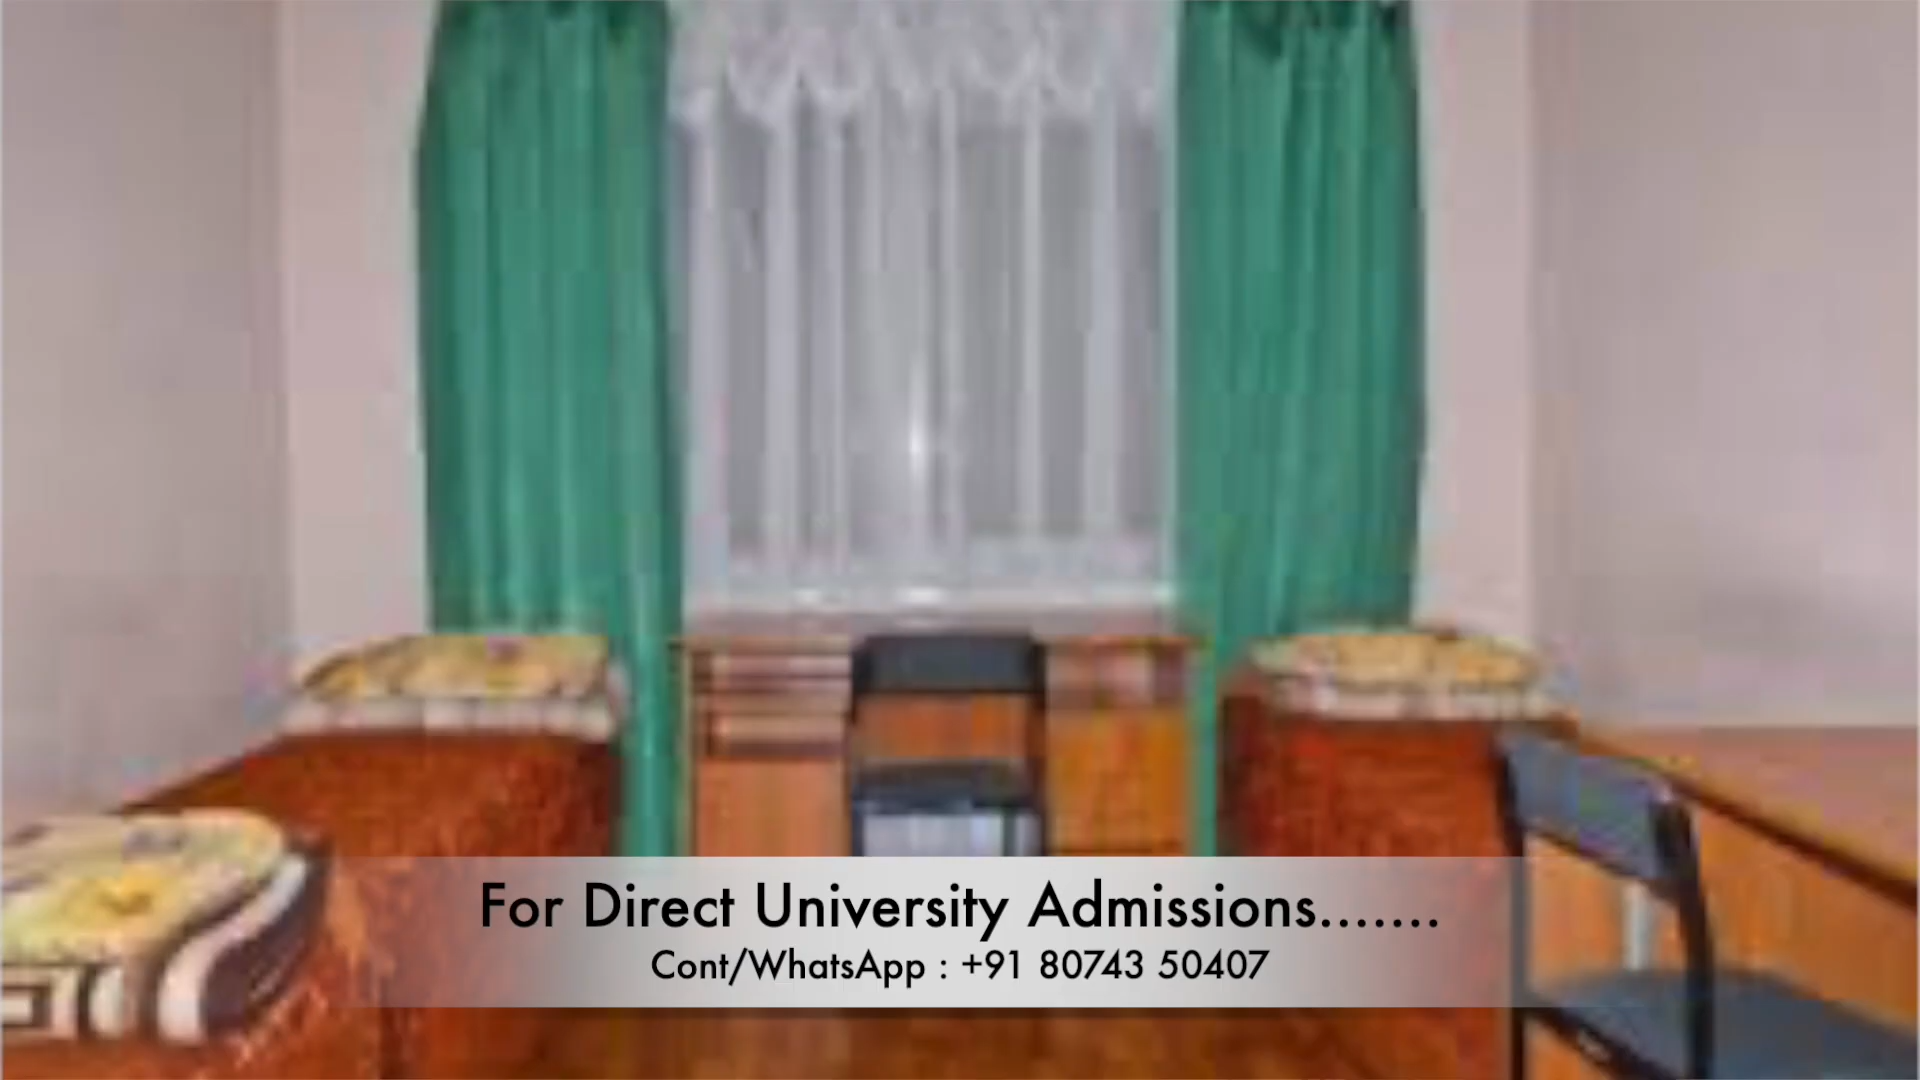 For Direct University Admissions.......
Cont/WhatsApp : +91 80743 50407